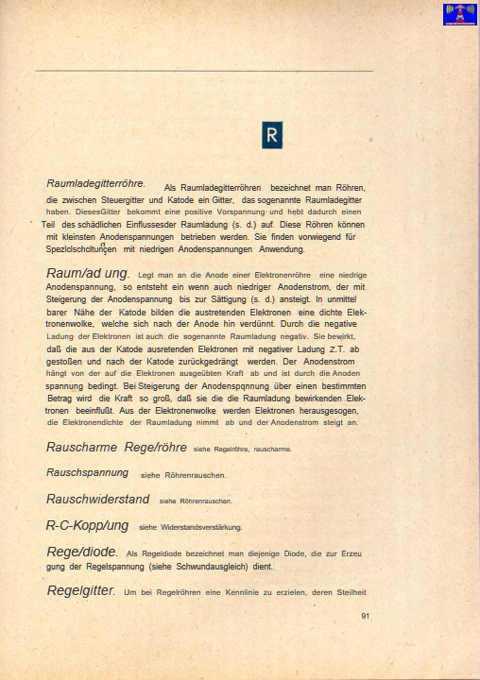 R
Raumladegitterröhre. Als Raumladegitterröhren bezeichnet man Röhren,
die zwischen Steuergitter und Katode ein Gitter, das sogenannte Raumladegitter
haben. DiesesGitter bekommt eine positive Vorspannung und hebt dadurch einen
Teil des schädlichen Einflussesder Raumladung (s. d.) auf. Diese Röhren können
mit kleinsten Anodenspannungen betrieben werden. Sie finden vorwiegend für
mit niedrigen Anodenspannungen Anwendung.
Raum/ad ung. Legt man an die Anode einer Elektronenröhre eine niedrige
Anodenspannung, so entsteht ein wenn auch niedriger Anodenstrom, der mit
Steigerung der Anodenspannung bis zur Sättigung (s. d.) ansteigt. In unmittel
barer Nähe der Katode bilden die austretenden Elektronen eine dichte Elek-
tronenwolke, welche sich nach der Anode hin verdünnt. Durch die negative
Ladung der Elektronen ist auch die sogenannte Raumladung negativ. Sie bewirkt,
daß die aus der Katode ausretenden Elektronen mit negativer Ladung z.T. ab
gestoßen und nach der Katode zurückgedrängt werden. Der Anodenstrom
hängt von der auf die Elektronen ausgeübten Kraft ab und ist durch die Anoden
spannung bedingt. Bei Steigerung der Anodenspqnnung über einen bestimmten
Betrag wird die Kraft so groß, daß sie die die Raumladung bewirkenden Elek-
tronen beeinflußt. Aus der Elektronenwolke werden Elektronen herausgesogen,
die Elektronendichte der Raumladung nimmt ab und der Anodenstrom steigt an.
Rauscharme Rege/röhre siehe Regelröhre, rauscharme.
Rauschspannung siehe Röhrenrauschen.
Rauschwiderstand siehe Röhrenrauschen.
R-C-Kopp/ung siehe Widerstandsverstärkung.
Rege/diode. Als Regeldiode bezeichnet man diejenige Diode, die zur Erzeu
gung der Regelspannung (siehe Schwundausgleich) dient.
Regelgitter. Um bei Regelröhren eine Kennlinie zu erzielen, deren Steilheit
91